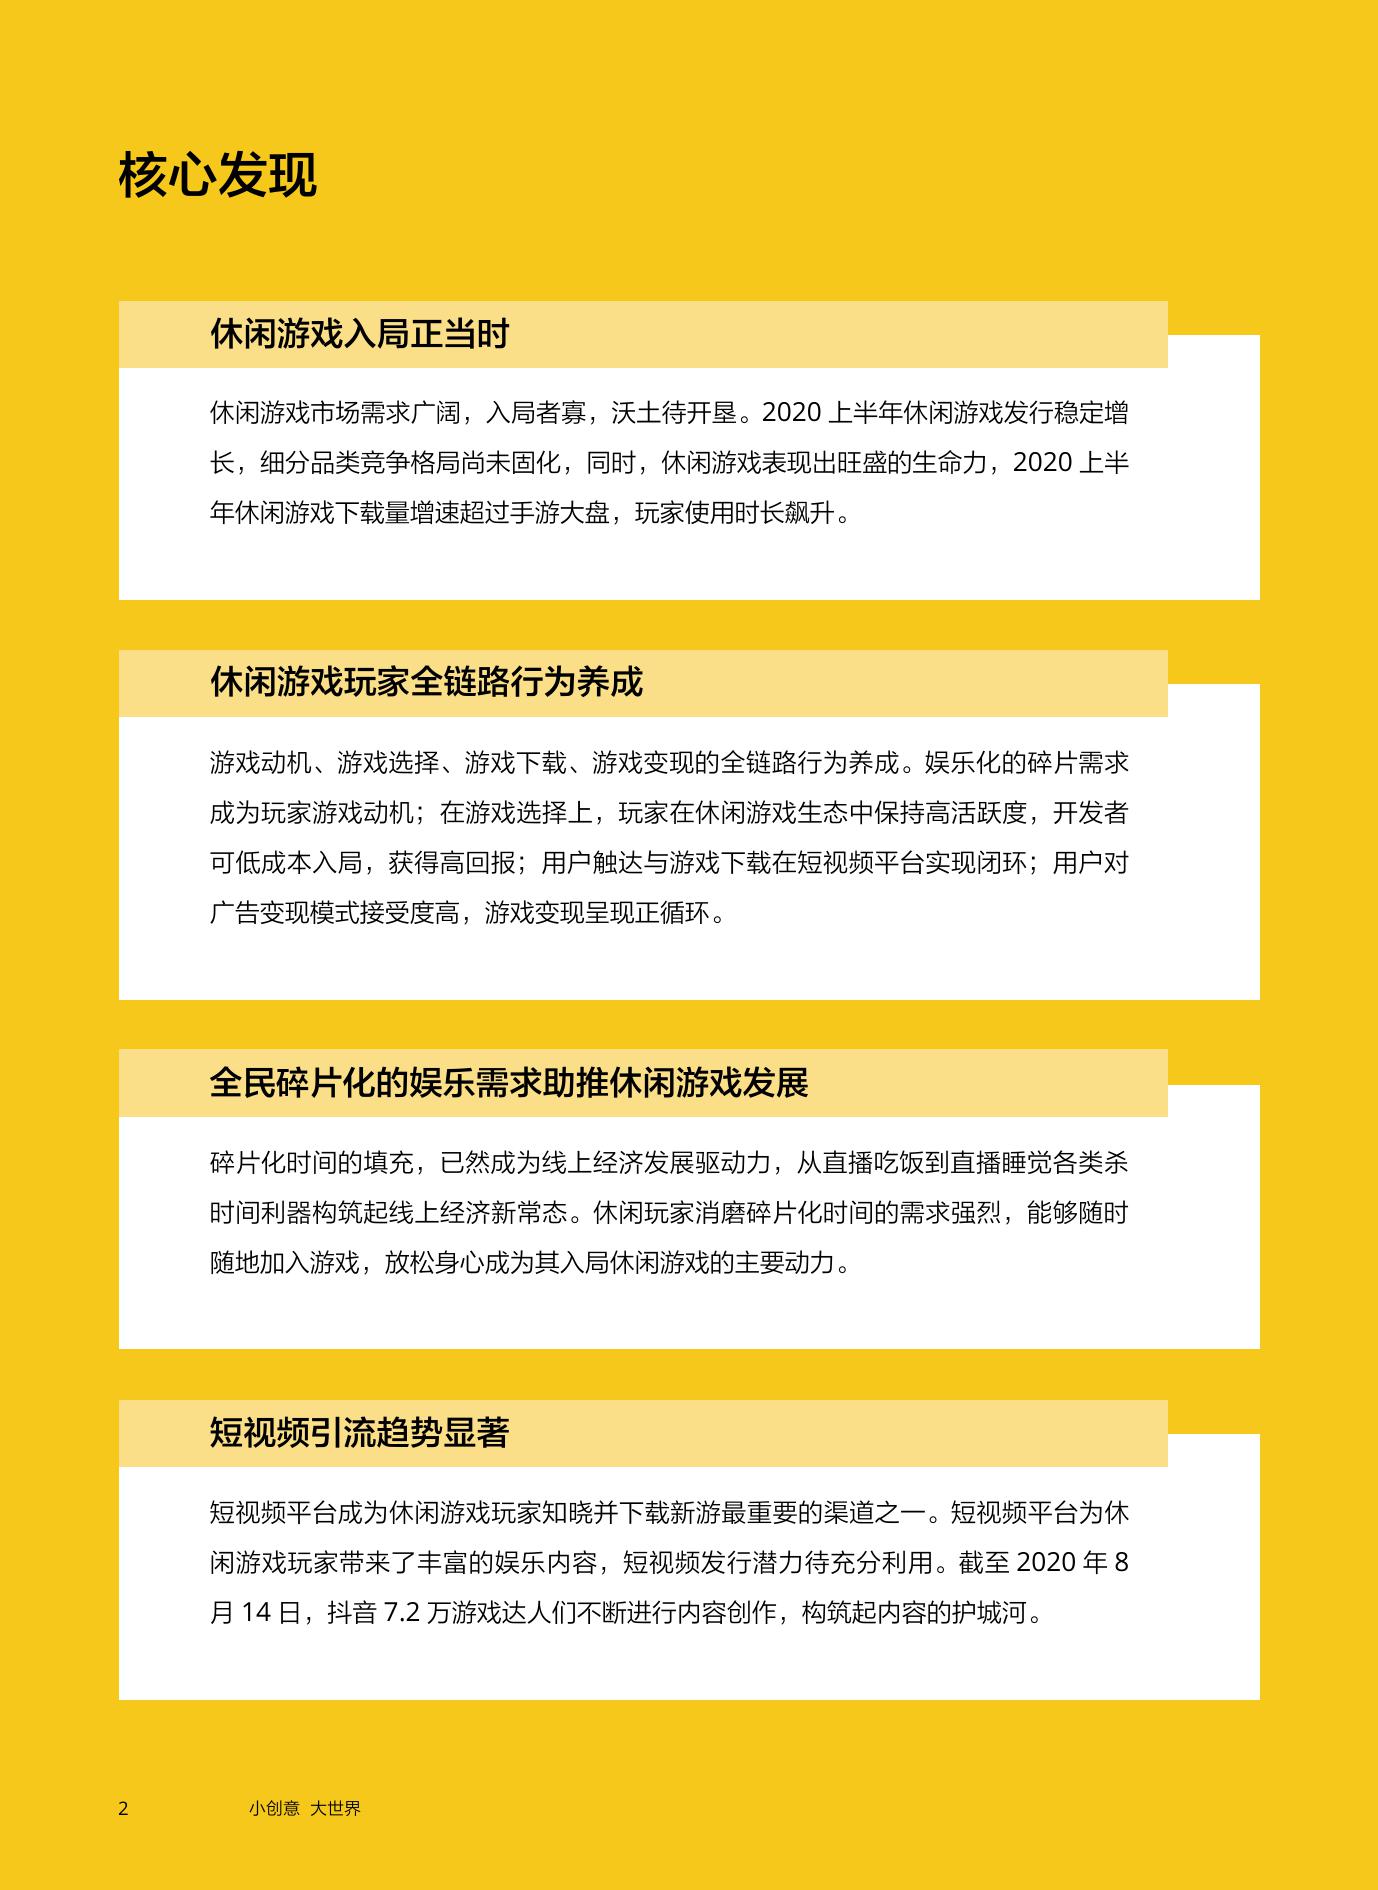 核心发现
休闲游戏入局正当时
休闲游戏市场需求广阔，入局者寡，沃土待开垦。2020 上半年休闲游戏发行稳定增
长，细分品类竞争格局尚未固化，同时，休闲游戏表现出旺盛的生命力，2020 上半
年休闲游戏下载量增速超过手游大盘，玩家使用时长飙升。
休闲游戏玩家全链路行为养成
游戏动机、游戏选择、游戏下载、游戏变现的全链路行为养成。娱乐化的碎片需求
成为玩家游戏动机；在游戏选择上，玩家在休闲游戏生态中保持高活跃度，开发者
可低成本入局，获得高回报；用户触达与游戏下载在短视频平台实现闭环；用户对
广告变现模式接受度高，游戏变现呈现正循环。
全民碎片化的娱乐需求助推休闲游戏发展
碎片化时间的填充，已然成为线上经济发展驱动力，从直播吃饭到直播睡觉各类杀
时间利器构筑起线上经济新常态。休闲玩家消磨碎片化时间的需求强烈，能够随时
随地加入游戏，放松身心成为其入局休闲游戏的主要动力。
短视频引流趋势显著
短视频平台成为休闲游戏玩家知晓并下载新游最重要的渠道之一。短视频平台为休
闲游戏玩家带来了丰富的娱乐内容，短视频发行潜力待充分利用。截至 2020 年 8
月 14 日，抖音 7.2 万游戏达人们不断进行内容创作，构筑起内容的护城河。
2 小创意 大世界